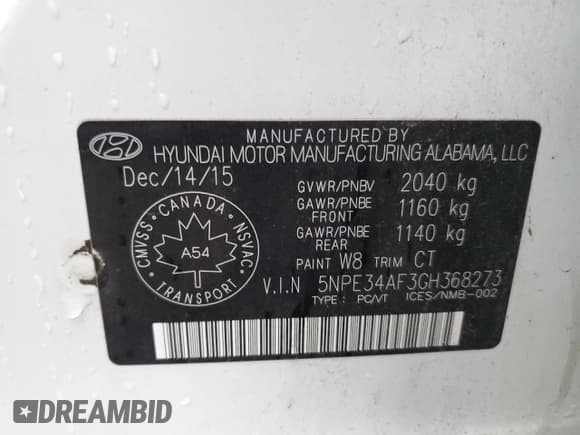 MANUFACTURED BY
HYUNDAI MOTOR MANUFACTURING ALABAMA, LLC
Dec/14/15
GVWR/PNBV 2040 kg
GAWR/PNBE FRONT 1160 kg
GAWR/PNBE REAR 1140 kg
PAINT W8 TRIM CT
V.I.N 5NPE34AF3GH368273
TYPE : PC/VT ICES/NMB-002
CMVSS • CANADA • NSVAC • TRANSPORT •
A54
DREAMBID